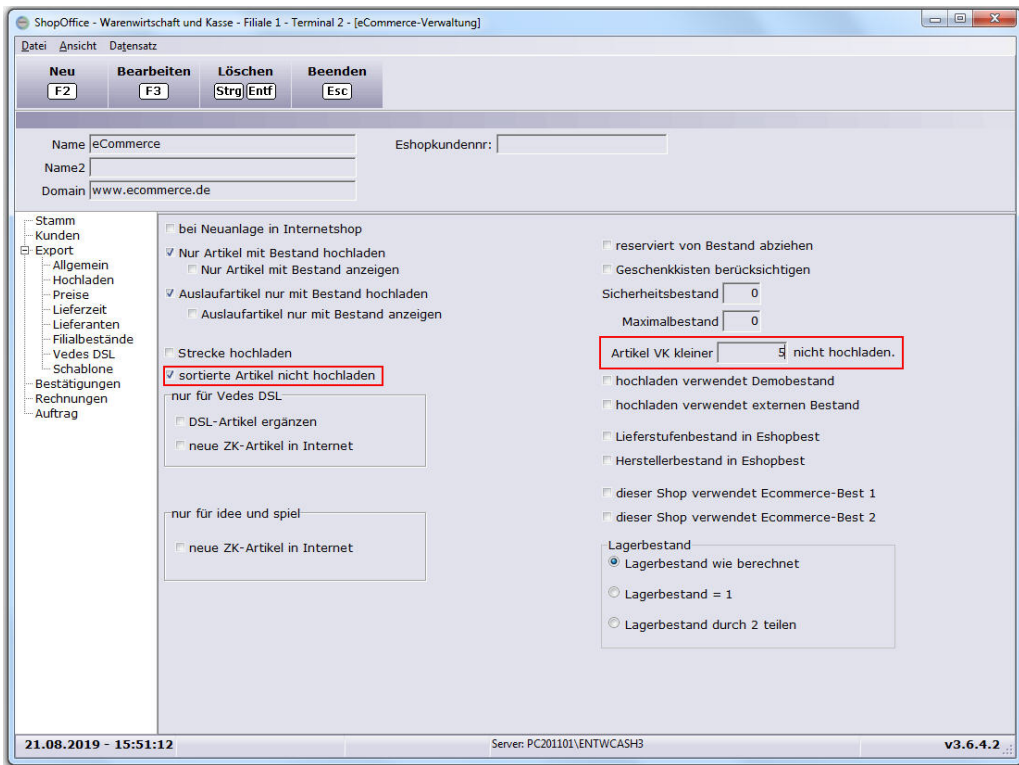 ShopOffice - Warenwirtschaft und Kasse - Filiale 1 - Terminal 2 - [eCommerce-Verwaltung]
Datei Ansicht Datensatz
Neu Bearbeiten Löschen Beenden
F2 F3 Strg Entf Esc
Name eCommerce Eshopkundennr:
Name2
Domain www.ecommerce.de
Stamm
Kunden
Export
Allgemein
Hochladen
Preise
Lieferzeit
Lieferanten
Filialbestände
Vedes DSL
Schablone
Bestätigungen
Rechnungen
Auftrag
bei Neuanlage in Internetshop
Nur Artikel mit Bestand hochladen
Nur Artikel mit Bestand anzeigen
Auslaufartikel nur mit Bestand hochladen
Auslaufartikel nur mit Bestand anzeigen
Strecke hochladen
sortierte Artikel nicht hochladen
nur für Vedes DSL
DSL-Artikel ergänzen
neue ZK-Artikel in Internet
nur für idee und spiel
neue ZK-Artikel in Internet
reserviert von Bestand abziehen
Geschenkkisten berücksichtigen
Sicherheitsbestand 0
Maximalbestand 0
Artikel VK kleiner 5 nicht hochladen.
hochladen verwendet Demobestand
hochladen verwendet externen Bestand
Lieferstufenbestand in Eshopbest
Herstellerbestand in Eshopbest
dieser Shop verwendet Ecommerce-Best 1
dieser Shop verwendet Ecommerce-Best 2
Lagerbestand
Lagerbestand wie berechnet
Lagerbestand = 1
Lagerbestand durch 2 teilen
21.08.2019 - 15:51:12 Server: PC201101\ENTWCASH3 v3.6.4.2